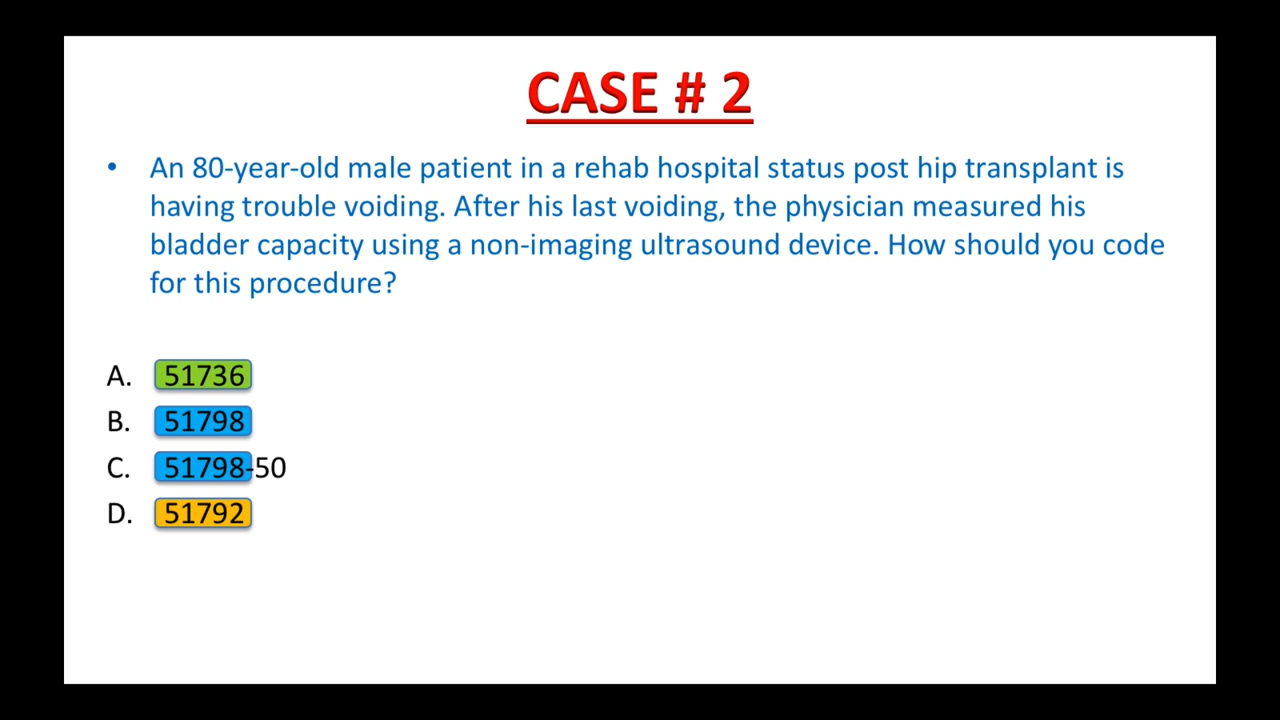 CASE # 2
• An 80-year-old male patient in a rehab hospital status post hip transplant is
having trouble voiding. After his last voiding, the physician measured his
bladder capacity using a non-imaging ultrasound device. How should you code
for this procedure?
A. 51736
B. 51798
C. 51798-50
D. 51792